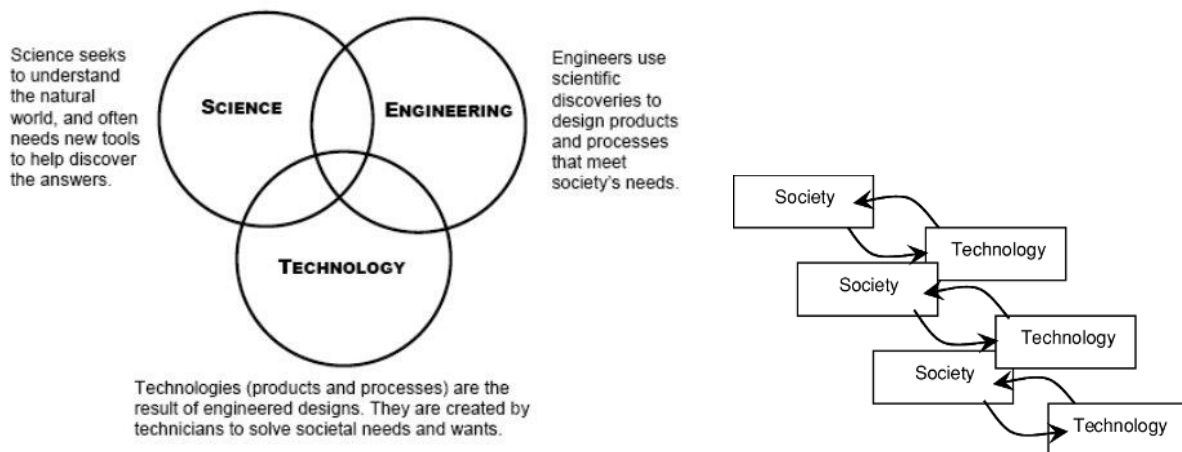 Science seeks
to understand
the natural
world, and often
needs new tools
to help discover
the answers.
SCIENCE
ENGINEERING
Engineers use
scientific
discoveries to
design products
and processes
that meet
society's needs.
TECHNOLOGY
Technologies (products and processes) are the
result of engineered designs. They are created by
technicians to solve societal needs and wants.
Society
Technology
Society
Technology
Society
Technology